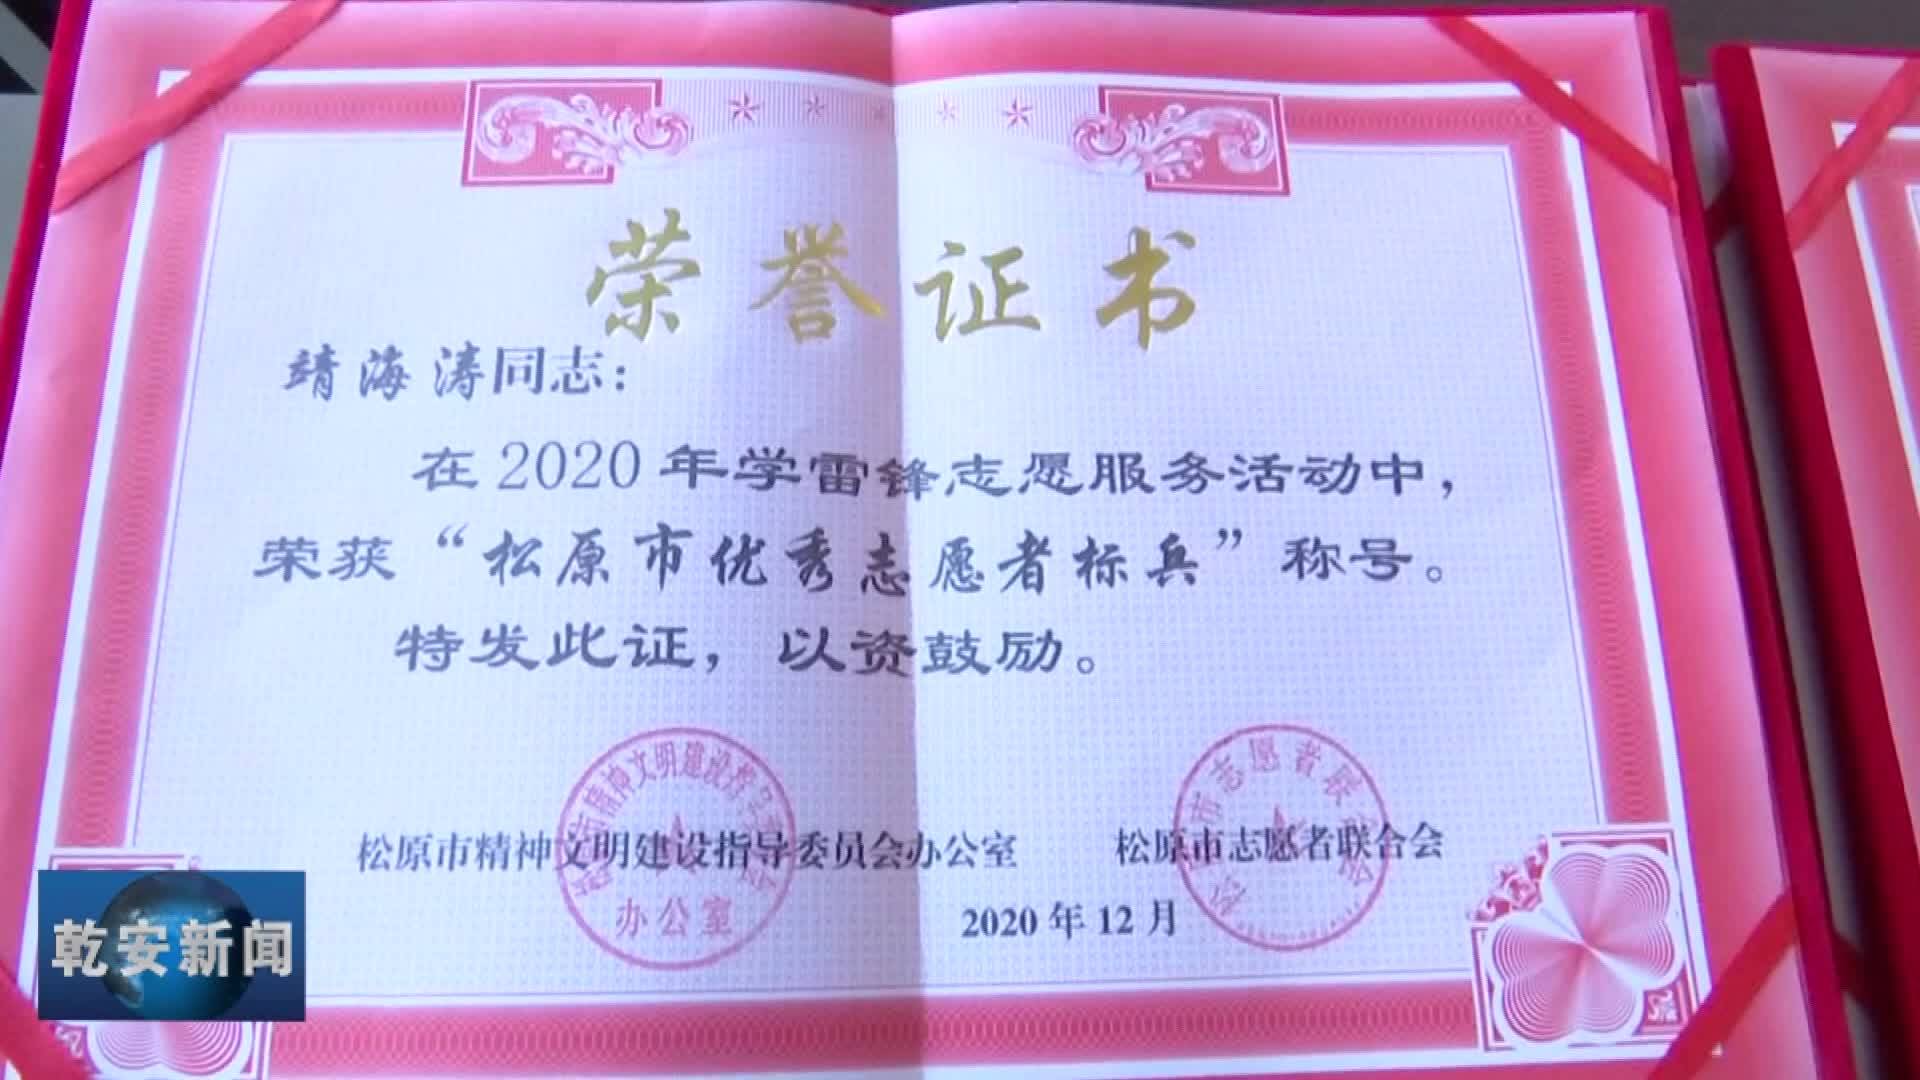 荣誉证书
靖海涛同志：
在2020年学雷锋志愿服务活动中，
荣获“松原市优秀志愿者标兵”称号。
特发此证，以资鼓励。
松原市精神文明建设指导委员会办公室
松原市志愿者联合会
办公室
2020年12月
乾安新闻